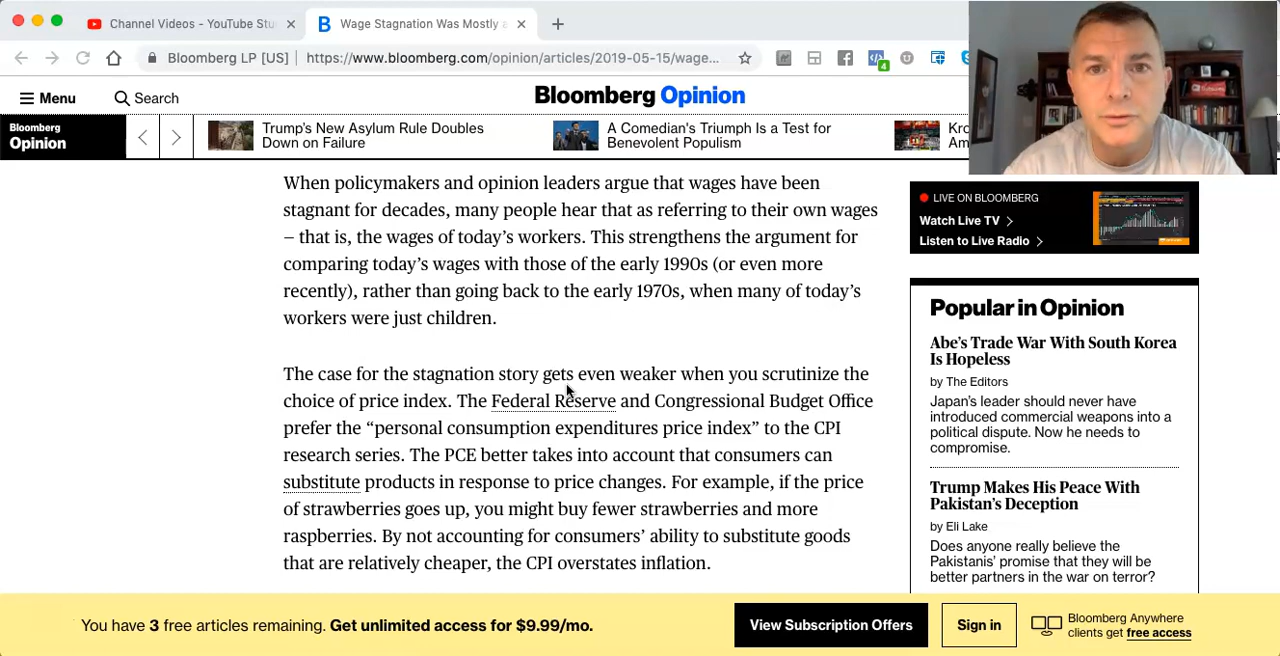 Channel Videos - YouTube Stu
Wage Stagnation Was Mostly a
Bloomberg LP [US]
https://www.bloomberg.com/opinion/articles/2019-05-15/wage...
4
Menu
Search
Bloomberg Opinion
Bloomberg
Opinion
Trump's New Asylum Rule Doubles
Down on Failure
A Comedian's Triumph Is a Test for
Benevolent Populism
Kro
Am
When policymakers and opinion leaders argue that wages have been
stagnant for decades, many people hear that as referring to their own wages
– that is, the wages of today’s workers. This strengthens the argument for
comparing today’s wages with those of the early 1990s (or even more
recently), rather than going back to the early 1970s, when many of today’s
workers were just children.
The case for the stagnation story gets even weaker when you scrutinize the
choice of price index. The Federal Reserve and Congressional Budget Office
prefer the “personal consumption expenditures price index” to the CPI
research series. The PCE better takes into account that consumers can
substitute products in response to price changes. For example, if the price
of strawberries goes up, you might buy fewer strawberries and more
raspberries. By not accounting for consumers’ ability to substitute goods
that are relatively cheaper, the CPI overstates inflation.
LIVE ON BLOOMBERG
Watch Live TV
Listen to Live Radio
Popular in Opinion
Abe’s Trade War With South Korea
Is Hopeless
by The Editors
Japan’s leader should never have
introduced commercial weapons into a
political dispute. Now he needs to
compromise.
Trump Makes His Peace With
Pakistan’s Deception
by Eli Lake
Does anyone really believe the
Pakistanis’ promise that they will be
better partners in the war on terror?
You have 3 free articles remaining. Get unlimited access for $9.99/mo.
View Subscription Offers
Sign in
Bloomberg Anywhere
clients get free access